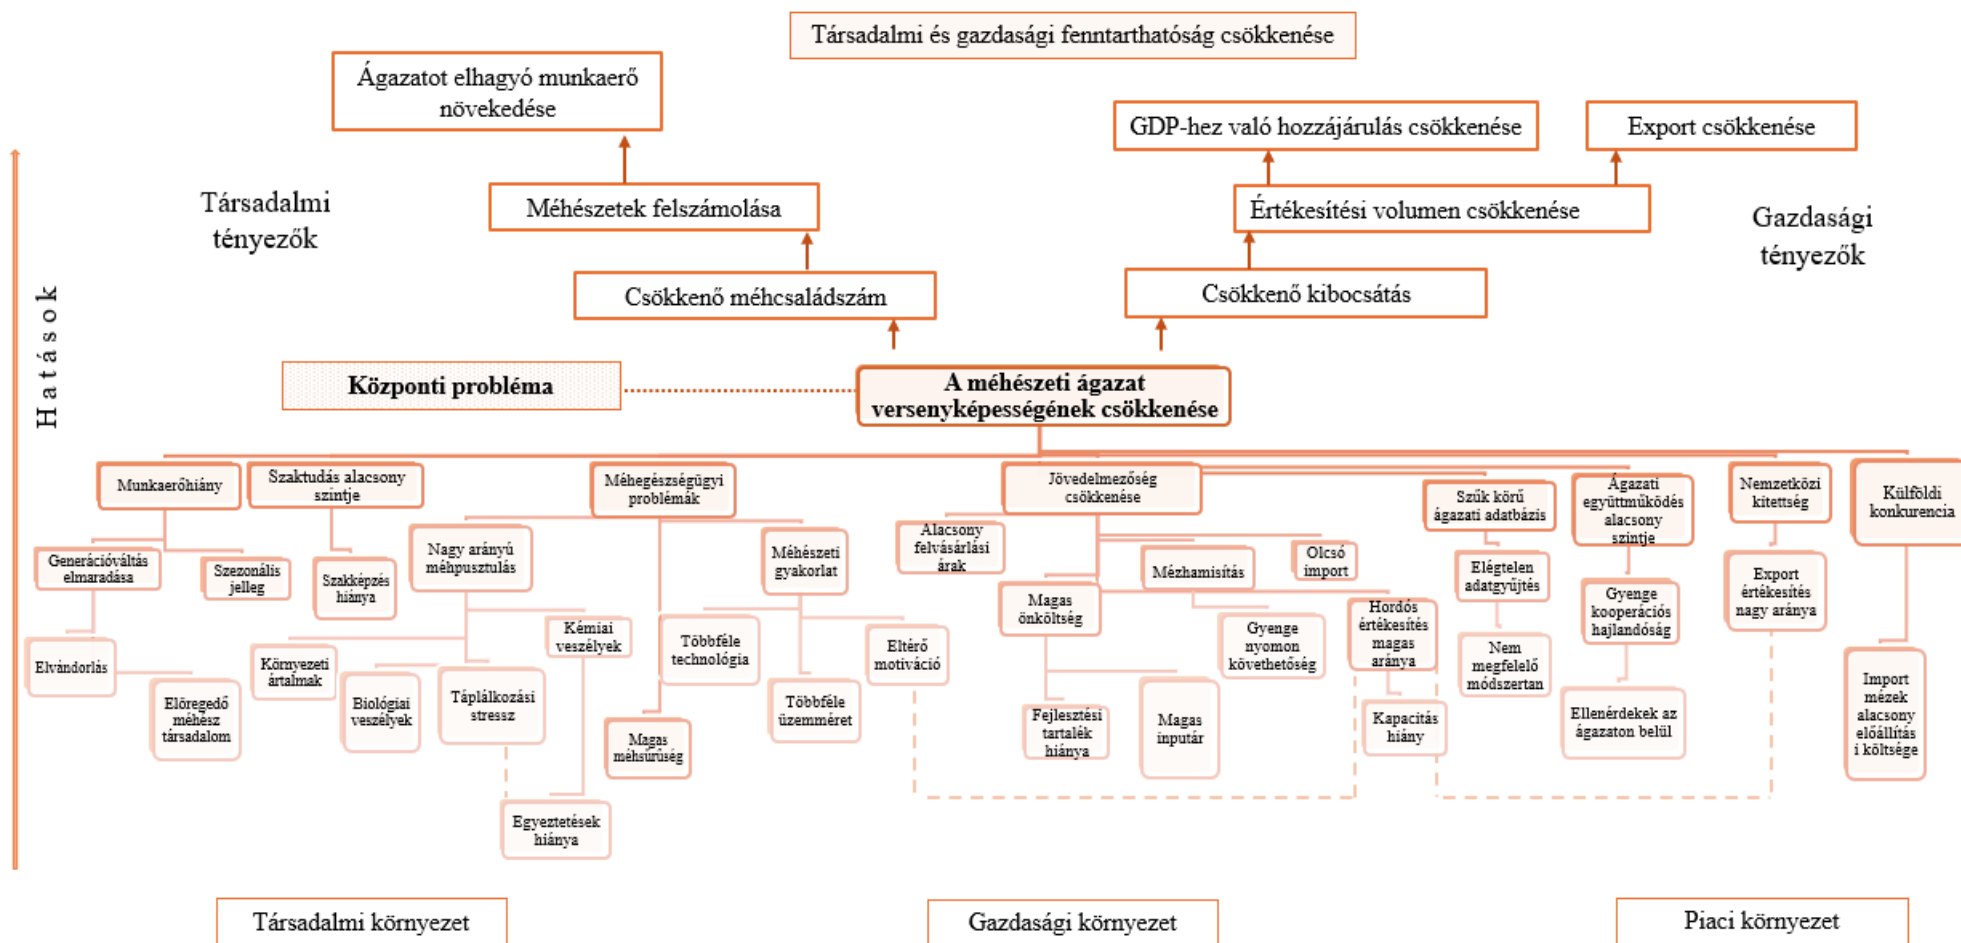 Társadalmi és gazdasági fenntarthatóság csökkenése
Ágazatot elhagyó munkaerő
növekedése
GDP-hez való hozzájárulás csökkenése
Export csökkenése
Társadalmi
tényezők
Méhészetek felszámolása
Értékesítési volumen csökkenése
Gazdasági
tényezők
Csökkenő méhcsaládszám
Csökkenő kibocsátás
Hatások
Központi probléma
A méhészeti ágazat
versenyképességének csökkenése
Munkaerőhiány
Szaktudás alacsony
szintje
Méhegészségügyi
problémák
Jövedelmezőség
csökkenése
Szűk körű
ágazati adatbázis
Ágazati
együttműködés
alacsony
szintje
Nemzetközi
kitettség
Külföldi
konkurencia
Generációváltás
elmaradása
Szezonális
jelleg
Szakképzés
hiánya
Nagy arányú
méhpusztulás
Méhészeti
gyakorlat
Alacsony
felvásárlási
árak
Mézhamisítás
Olcsó
import
Elégtelen
adatgyűjtés
Gyenge
kooperációs
hajlandóság
Export
értékesítés
nagy aránya
Magas
önköltség
Hordós
értékesítés
magas
aránya
Elvándorlás
Elöregedő
méhész
társadalom
Környezeti
ártalmak
Biológiai
veszélyek
Táplálkozási
stressz
Kémiai
veszélyek
Többféle
technológia
Eltérő
motiváció
Gyenge
nyomon
követhetőség
Nem
megfelelő
módszertan
Import
mézek
alacsony
előállítás
i költsége
Magas
méhsűrűség
Többféle
üzemméret
Fejlesztési
tartalék
hiánya
Magas
inputár
Kapacitás
hiány
Ellenérdekek az
ágazaton belül
Egyeztetések
hiánya
Társadalmi környezet
Gazdasági környezet
Piaci környezet